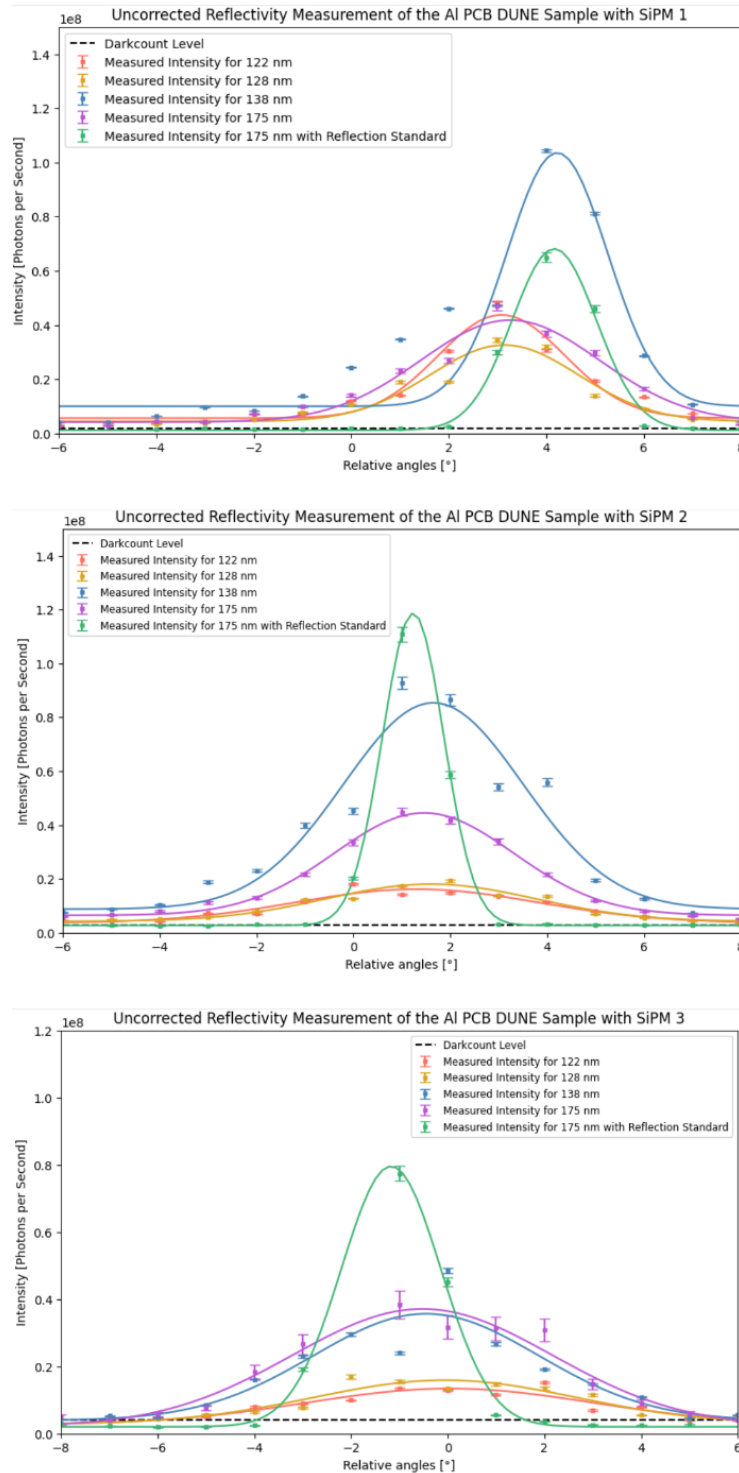 Uncorrected Reflectivity Measurement of the Al PCB DUNE Sample with SiPM 1
1e8
Darkcount Level
Measured Intensity for 122 nm
Measured Intensity for 128 nm
Measured Intensity for 138 nm
Measured Intensity for 175 nm
Measured Intensity for 175 nm with Reflection Standard
Intensity [Photons per Second]
1.4
1.2
1.0
0.8
0.6
0.4
0.2
0.0
−6 −4 −2 0 2 4 6 8
Relative angles [°]
Uncorrected Reflectivity Measurement of the Al PCB DUNE Sample with SiPM 2
1e8
Darkcount Level
Measured Intensity for 122 nm
Measured Intensity for 128 nm
Measured Intensity for 138 nm
Measured Intensity for 175 nm
Measured Intensity for 175 nm with Reflection Standard
Intensity [Photons per Second]
1.4
1.2
1.0
0.8
0.6
0.4
0.2
0.0
−6 −4 −2 0 2 4 6 8
Relative angles [°]
Uncorrected Reflectivity Measurement of the Al PCB DUNE Sample with SiPM 3
1e8
Darkcount Level
Measured Intensity for 122 nm
Measured Intensity for 128 nm
Measured Intensity for 138 nm
Measured Intensity for 175 nm
Measured Intensity for 175 nm with Reflection Standard
Intensity [Photons per Second]
1.2
1.0
0.8
0.6
0.4
0.2
0.0
−8 −6 −4 −2 0 2 4 6
Relative angles [°]